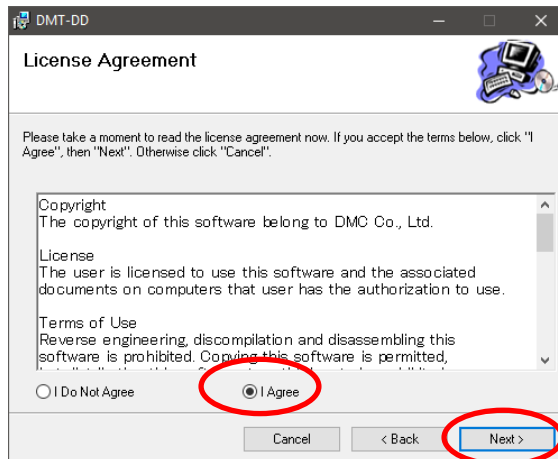 DMT-DD
License Agreement
Please take a moment to read the license agreement now. If you accept the terms below, click "I
Agree", then "Next". Otherwise click "Cancel".
Copyright
The copyright of this software belong to DMC Co., Ltd.
License
The user is licensed to use this software and the associated
documents on computers that user has the authorization to use.
Terms of Use
Reverse engineering, discompilation and disassembling this
software is prohibited. Copying this software is permitted,
I Do Not Agree
I Agree
Cancel
< Back
Next >